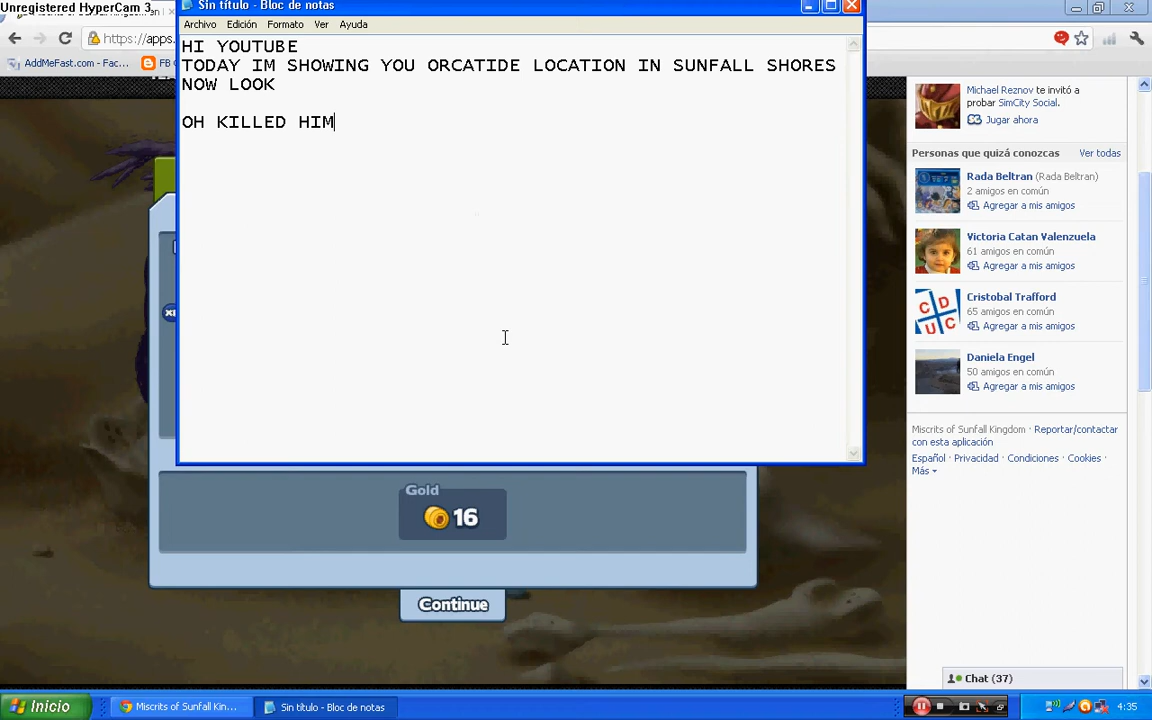 Unregistered HyperCam 3
Sin título - Bloc de notas
Archivo Edición Formato Ver Ayuda
HI YOUTUBE
TODAY IM SHOWING YOU ORCATIDE LOCATION IN SUNFALL SHORES
NOW LOOK
OH KILLED HIM
https://apps.
AddMeFast.com - Fac...
FB
Michael Reznov te invitó a
probar SimCity Social.
Jugar ahora
Personas que quizá conozcas Ver todas
Rada Beltran (Rada Beltran)
2 amigos en común
Agregar a mis amigos
Victoria Catan Valenzuela
61 amigos en común
Agregar a mis amigos
Cristobal Trafford
65 amigos en común
Agregar a mis amigos
Daniela Engel
50 amigos en común
Agregar a mis amigos
Miscrits of Sunfall Kingdom · Reportar/contactar
con esta aplicación
Español · Privacidad · Condiciones · Cookies ·
Más
Gold
16
Continue
Chat (37)
Inicio
Miscrits of Sunfall Kin...
Sin título - Bloc de notas
4:35